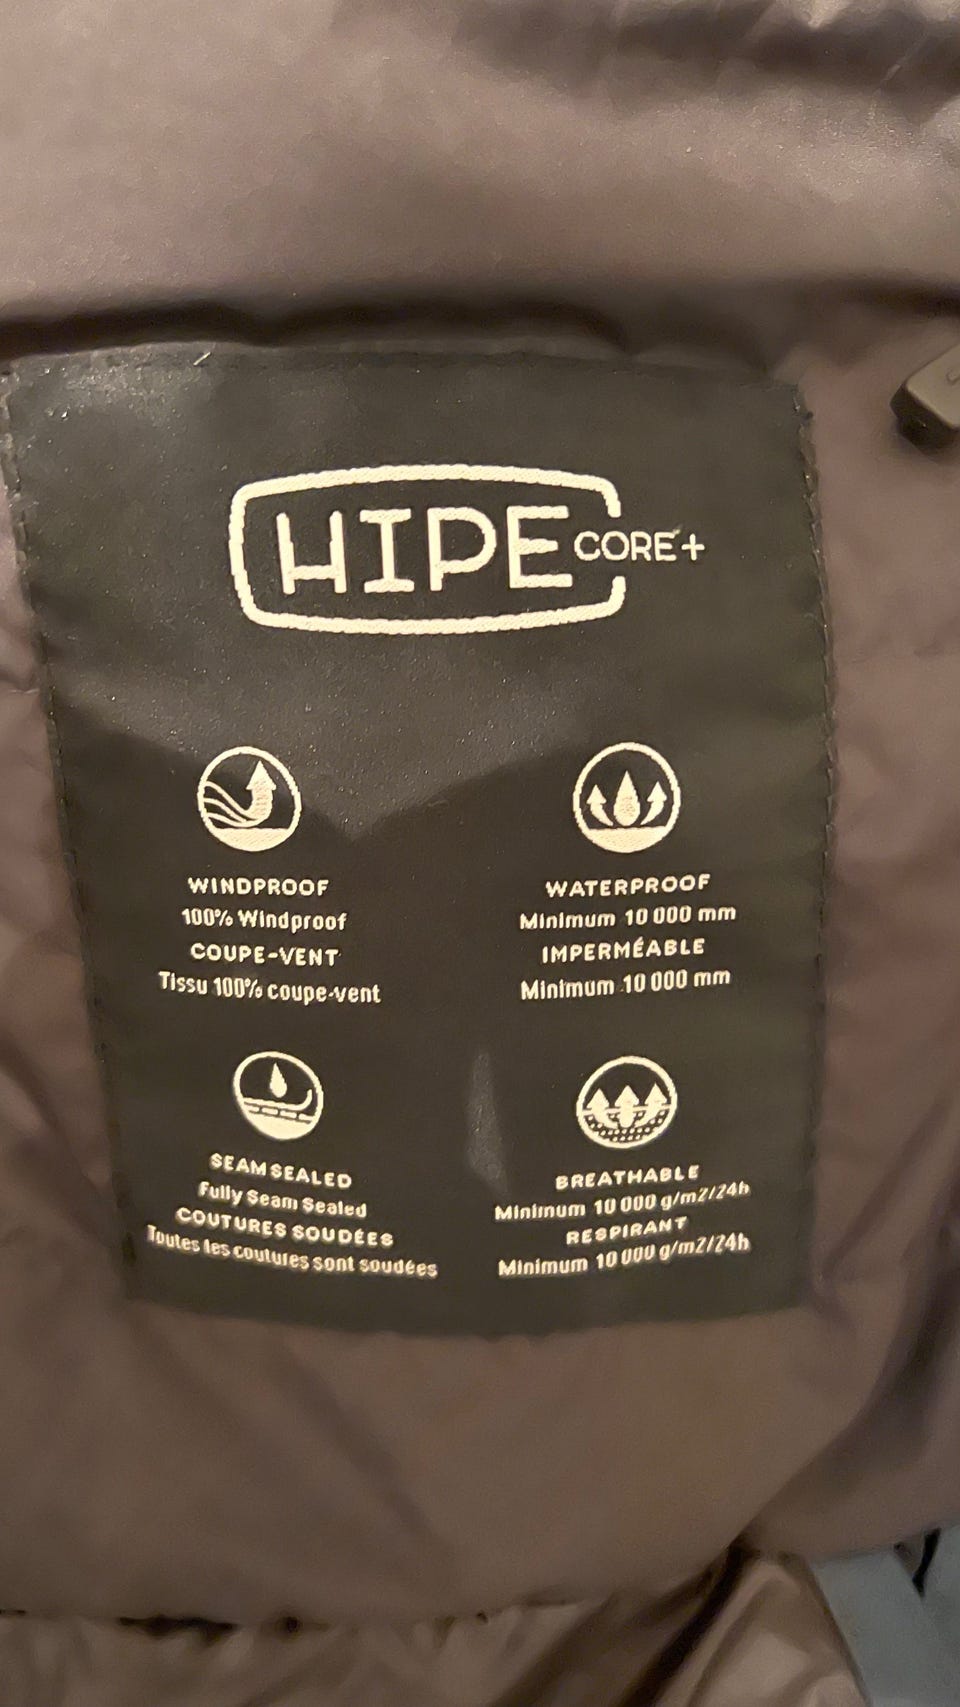 HIPE CORE+
WINDPROOF
100% Windproof
COUPE-VENT
Tissu 100% coupe-vent
WATERPROOF
Minimum 10 000 mm
IMPERMÉABLE
Minimum 10 000 mm
SEAM SEALED
Fully Seam Sealed
COUTURES SOUDÉES
Toutes les coutures sont soudées
BREATHABLE
Minimum 10 000 g/m2/24h
RESPIRANT
Minimum 10 000 g/m2/24h